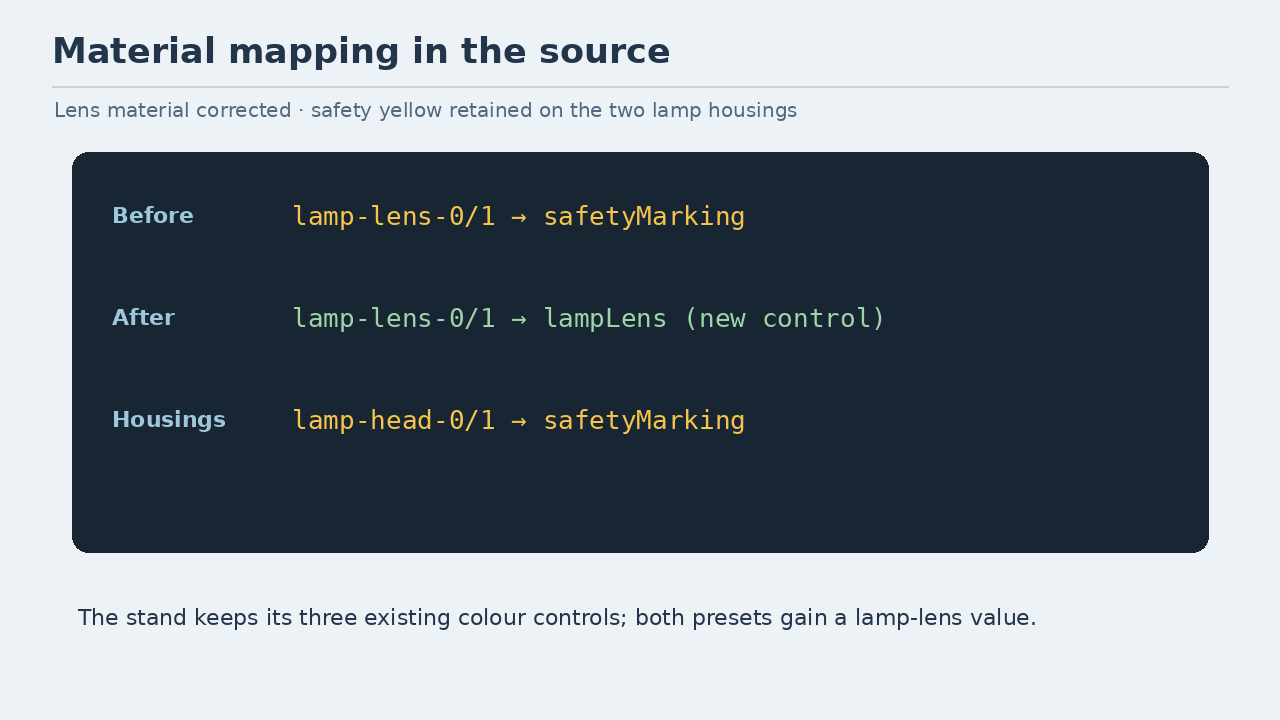 Material mapping in the source
Lens material corrected · safety yellow retained on the two lamp housings
Before lamp-lens-0/1 → safetyMarking
After lamp-lens-0/1 → lampLens (new control)
Housings lamp-head-0/1 → safetyMarking
The stand keeps its three existing colour controls; both presets gain a lamp-lens value.